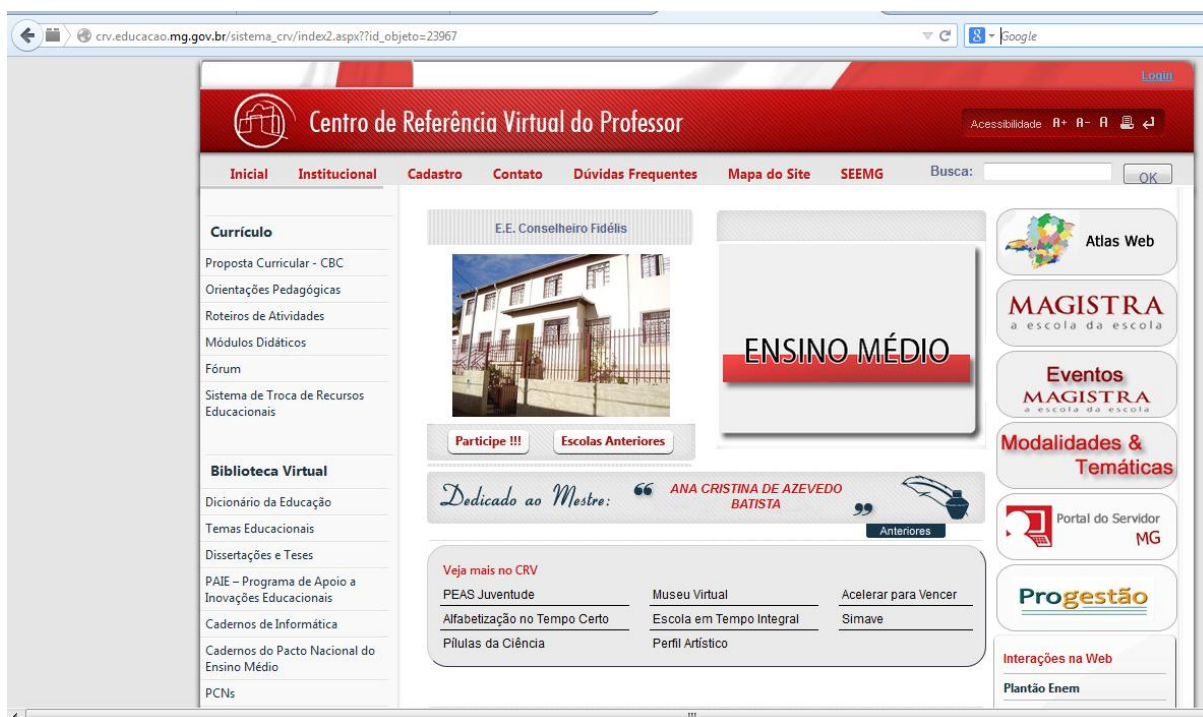 crv.educacao.mg.gov.br/sistema_crv/index2.aspx??id_objeto=23967
Google
Login
Centro de Referência Virtual do Professor
Acessibilidade A+ A- A
Inicial Institucional Cadastro Contato Dúvidas Frequentes Mapa do Site SEEMG Busca: OK
Currículo
Proposta Curricular - CBC
Orientações Pedagógicas
Roteiros de Atividades
Módulos Didáticos
Fórum
Sistema de Troca de Recursos
Educacionais
Biblioteca Virtual
Dicionário da Educação
Temas Educacionais
Dissertações e Teses
PAIE – Programa de Apoio a
Inovações Educacionais
Cadernos de Informática
Cadernos do Pacto Nacional do
Ensino Médio
PCNs
E.E. Conselheiro Fidélis
Participe !!! Escolas Anteriores
ENSINO MÉDIO
Dedicado ao Mestre: “ ANA CRISTINA DE AZEVEDO
BATISTA ”
Anteriores
Veja mais no CRV
PEAS Juventude Museu Virtual Acelerar para Vencer
Alfabetização no Tempo Certo Escola em Tempo Integral Simave
Pílulas da Ciência Perfil Artístico
Atlas Web
MAGISTRA
a escola da escola
Eventos
MAGISTRA
a escola da escola
Modalidades &
Temáticas
Portal do Servidor
MG
Progestão
Interações na Web
Plantão Enem